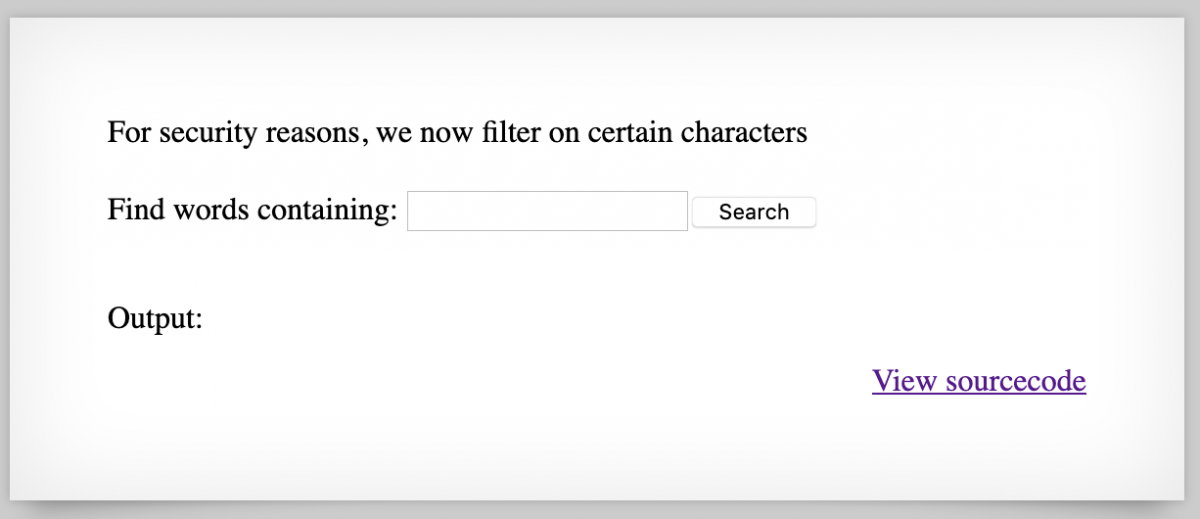 For security reasons, we now filter on certain characters
Find words containing: Search
Output:
View sourcecode